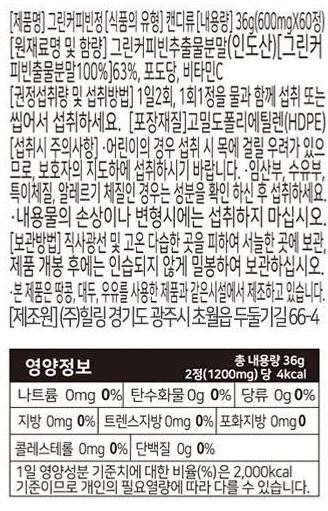 [제품명] 그린커피빈정 [식품의 유형] 캔디류 [내용량] 36g(600mgX60정)
[원재료명 및 함량] 그린커피빈추출물분말(인도산)[그린커
피빈출물분말100%]63%, 포도당, 비타민C
[권정섭취량 및 섭취방법] 1일2회, 1회1정을 물과 함께 섭취 또는
씹어서 섭취하세요. [포장재질]고밀도폴리에틸렌(HDPE)
[섭취시 주의사항] ·어린이의 경우 섭취 시 목에 걸릴 우려가 있으
므로, 보호자의 지도하에 섭취하시기 바랍니다. ·임산부, 수유부,
특이체질, 알레르기 체질인 경우는 성분을 확인 하신 후 섭취하세요.
·내용물의 손상이나 변형시에는 섭취하지 마십시오.
[보관방법] 직사광선 및 고온 다습한 곳을 피하여 서늘한 곳에 보관,
제품 개봉 후에는 인습되지 않게 밀봉하여 보관하십시오.
·본 제품은 땅콩, 대두, 우유를 사용한 제품과 같은시설에서 제조하고 있습니다.
[제조원] (주)힐링 경기도 광주시 초월읍 두둘기길 66-4
영양정보
총 내용량 36g
2정(1200mg) 당 4kcal
나트륨 0mg 0% 탄수화물 0g 0% 당류 0g 0%
지방 0mg 0% 트랜스지방 0mg 0% 포화지방 0mg 0%
콜레스테롤 0mg 0% 단백질 0g 0%
1일 영양성분 기준치에 대한 비율(%)은 2,000kcal
기준이므로 개인의 필요열량에 따라 다를 수 있습니다.